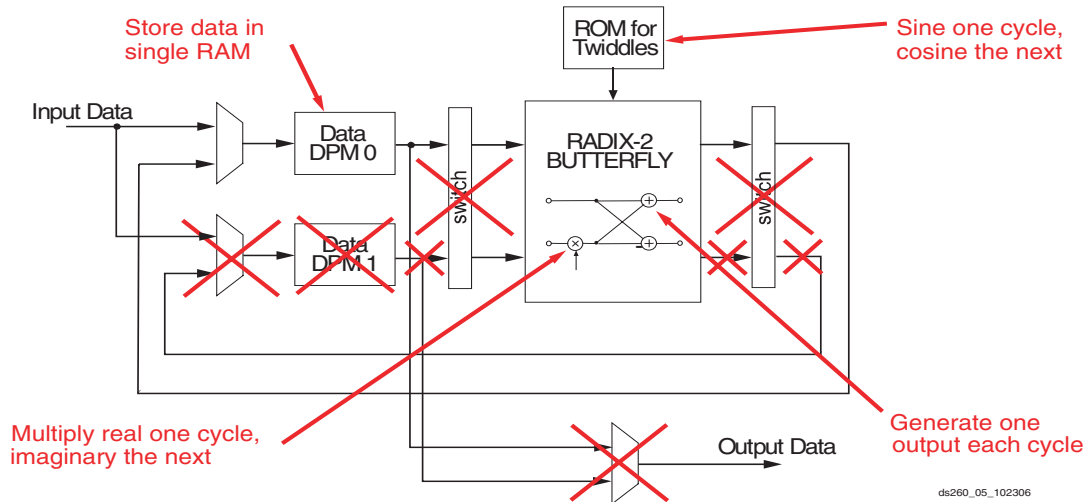 Store data in
single RAM
ROM for
Twiddles
Sine one cycle,
cosine the next
Input Data
Data
DPM 0
switch
RADIX-2
BUTTERFLY
switch
Data
DPM 1
Multiply real one cycle,
imaginary the next
Generate one
output each cycle
Output Data
ds260_05_102306